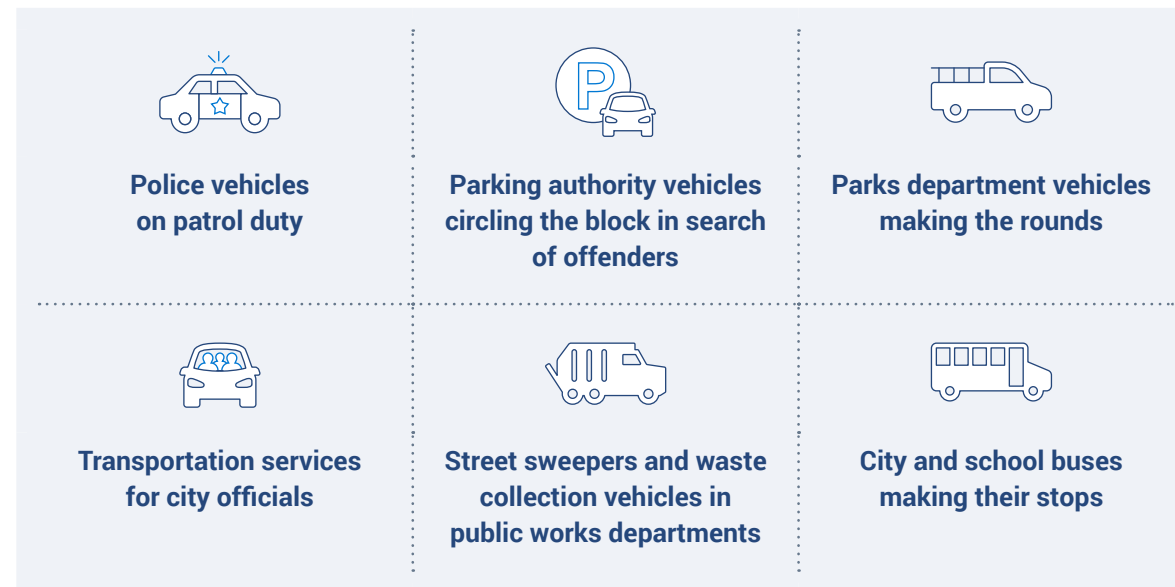 P
Police vehicles
on patrol duty
Parking authority vehicles
circling the block in search
of offenders
Parks department vehicles
making the rounds
Transportation services
for city officials
Street sweepers and waste
collection vehicles in
public works departments
City and school buses
making their stops